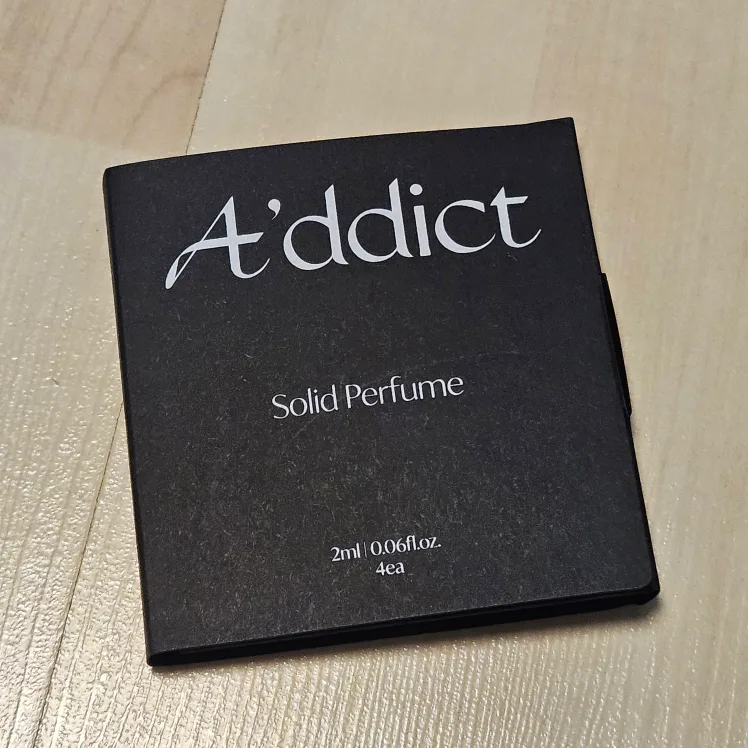 A'ddict
Solid Perfume
2ml | 0.06fl.oz.
4ea